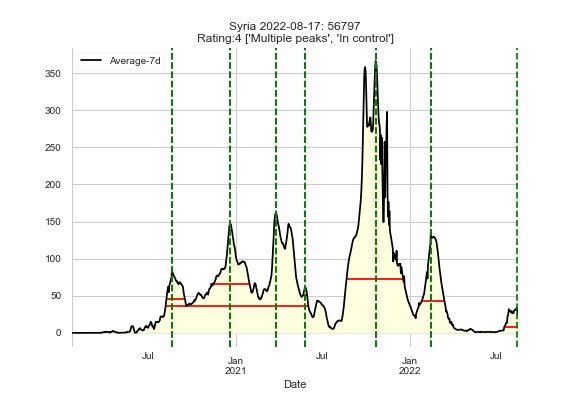 Syria 2022-08-17: 56797
Rating:4 ['Multiple peaks', 'In control']
Average-7d
350
300
250
200
150
100
50
0
Jul
Jan
2021
Jul
Jan
2022
Jul
Date